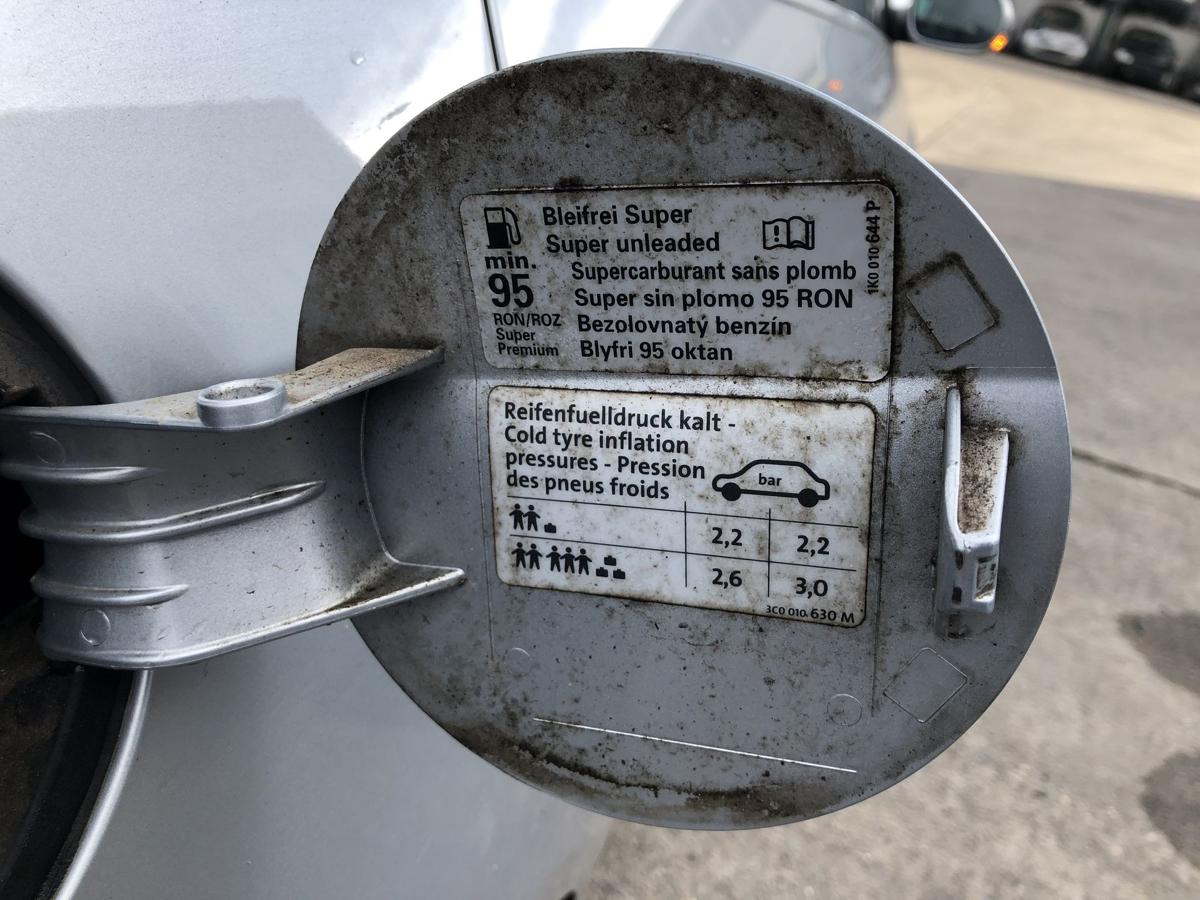 Bleifrei Super
Super unleaded
min. Supercarburant sans plomb
95 Super sin plomo 95 RON
RON/ROZ Bezolovnatý benzín
Super
Premium Blyfri 95 oktan
1K0 010 644 P
Reifenfuelldruck kalt -
Cold tyre inflation
pressures - Pression
des pneus froids
bar
2,2 2,2
2,6 3,0
3C0 010 630 M